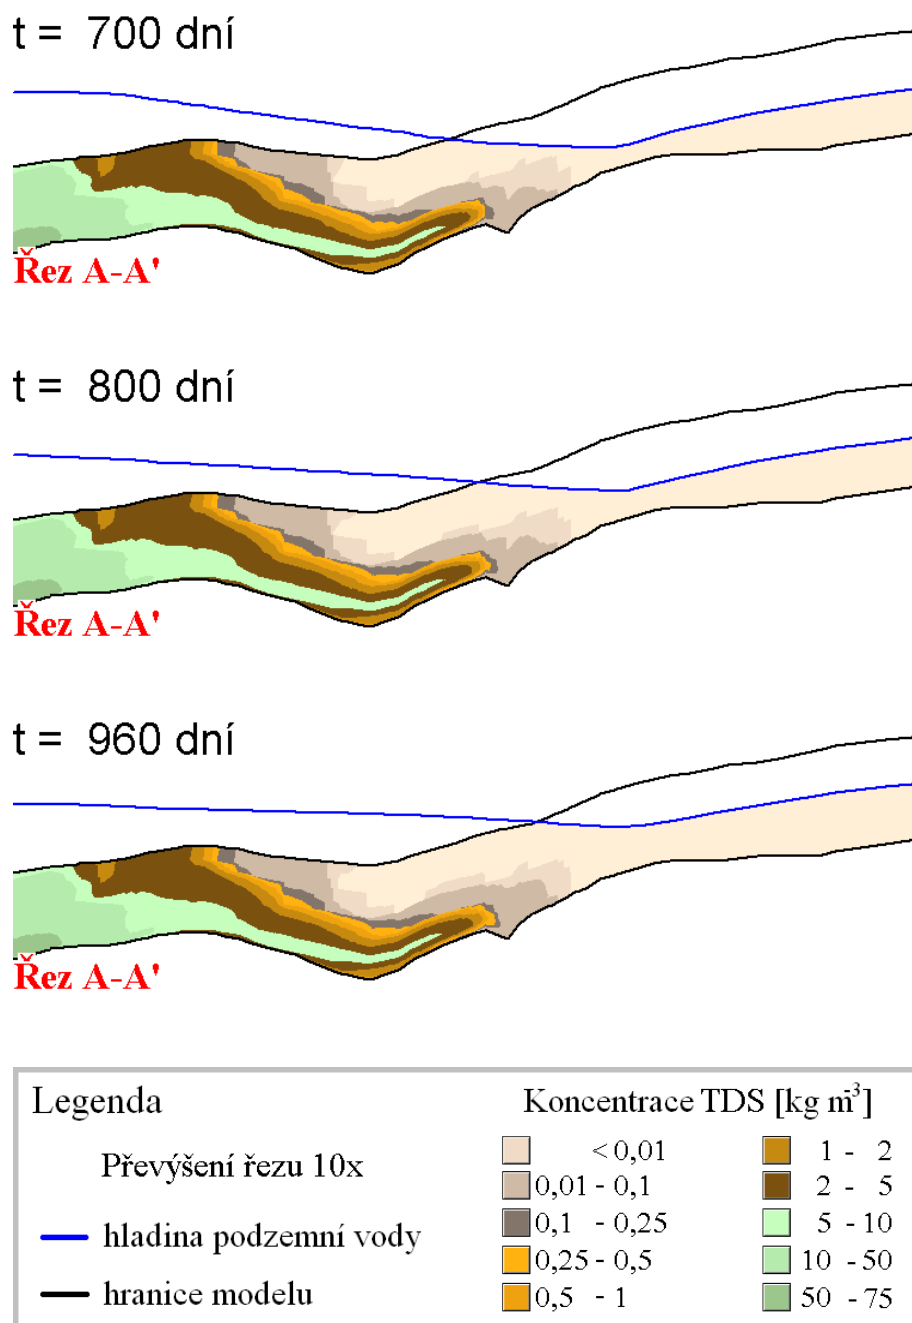 t = 700 dní
Řez A-A'
t = 800 dní
Řez A-A'
t = 960 dní
Řez A-A'
Legenda
Převýšení řezu 10x
hladina podzemní vody
hranice modelu
Koncentrace TDS [kg m⁻³]
< 0,01
0,01 - 0,1
0,1 - 0,25
0,25 - 0,5
0,5 - 1
1 - 2
2 - 5
5 - 10
10 - 50
50 - 75